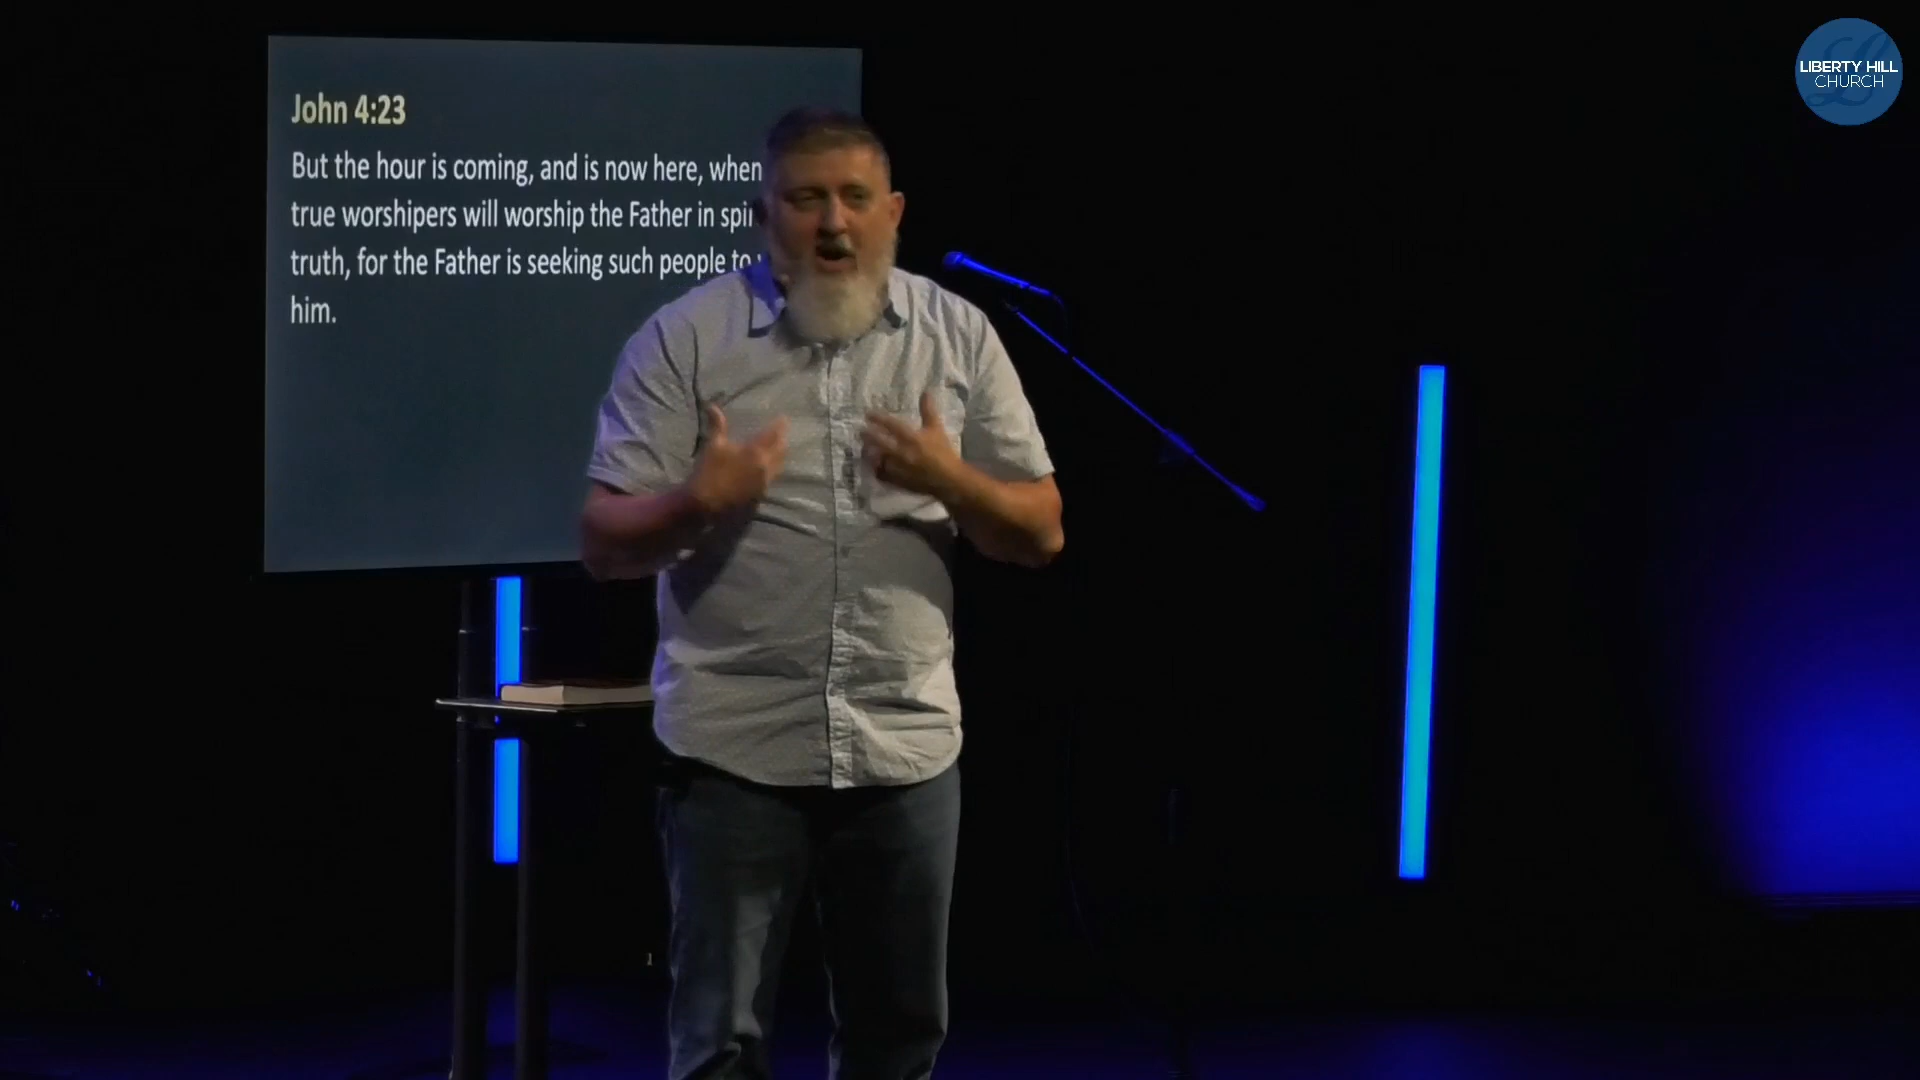 John 4:23
But the hour is coming, and is now here, when
true worshipers will worship the Father in
truth, for the Father is seeking such people to
him.
LIBERTY HILL
CHURCH